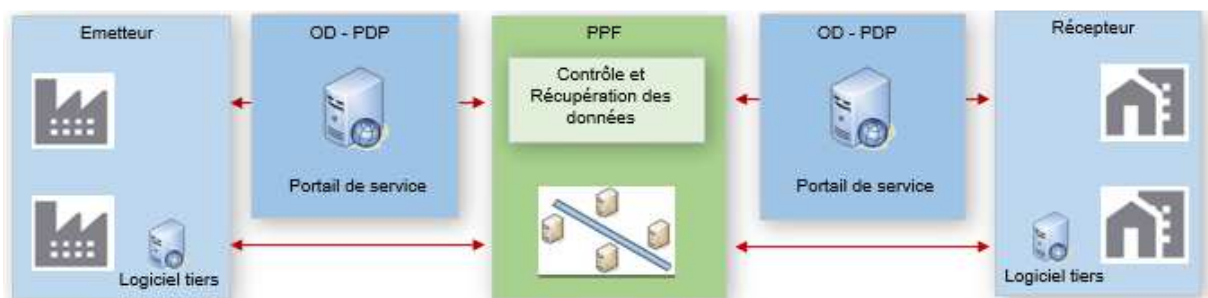 Emetteur
OD - PDP
PPF
OD - PDP
Récepteur
Contrôle et
Récupération des
données
Portail de service
Portail de service
Logiciel tiers
Logiciel tiers